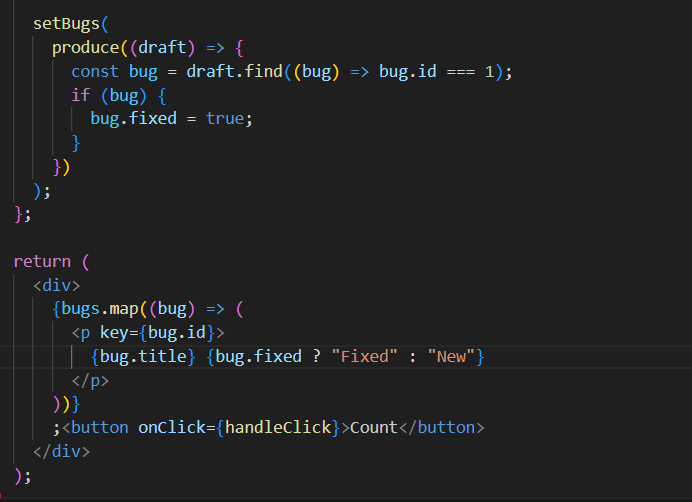 setBugs(
produce((draft) => {
const bug = draft.find((bug) => bug.id === 1);
if (bug) {
bug.fixed = true;
}
})
);
};
return (
<div>
{bugs.map((bug) => (
<p key={bug.id}>
{bug.title} {bug.fixed ? "Fixed" : "New"}
</p>
))}
;<button onClick={handleClick}>Count</button>
</div>
);